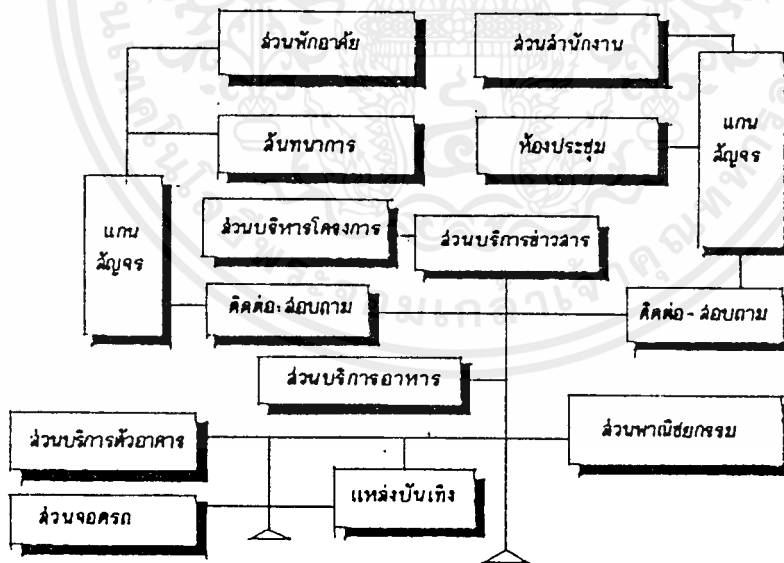 ส่วนพักอาศัย
ส่วนสำนักงาน
แกน
สัญจร
สันทนาการ
ห้องประชุม
แกน
สัญจร
ส่วนบริหารโครงการ
ส่วนบริการข่าวสาร
ติดต่อ:สอบถาม
ติดต่อ-สอบถาม
ส่วนบริการอาหาร
ส่วนบริการตัวอาคาร
ส่วนพาณิชยกรรม
แหล่งบันเทิง
ส่วนจอดรถ